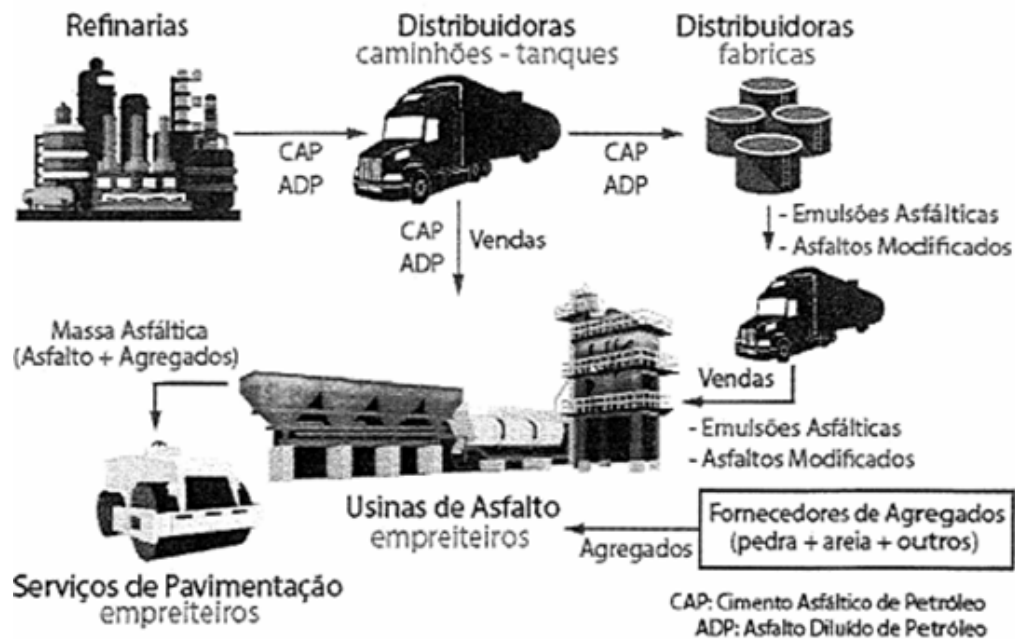 Refinarias
Distribuidoras
caminhões - tanques
Distribuidoras
fabricas
CAP
ADP
CAP
ADP
CAP
ADP
Vendas
- Emulsões Asfálticas
- Asfaltos Modificados
Massa Asfáltica
(Asfalto + Agregados)
Vendas
- Emulsões Asfálticas
- Asfaltos Modificados
Usinas de Asfalto
empreiteiros
Agregados
Fornecedores de Agregados
(pedra + areia + outros)
Serviços de Pavimentação
empreiteiros
CAP: Cimento Asfáltico de Petróleo
ADP: Asfalto Diluído de Petróleo